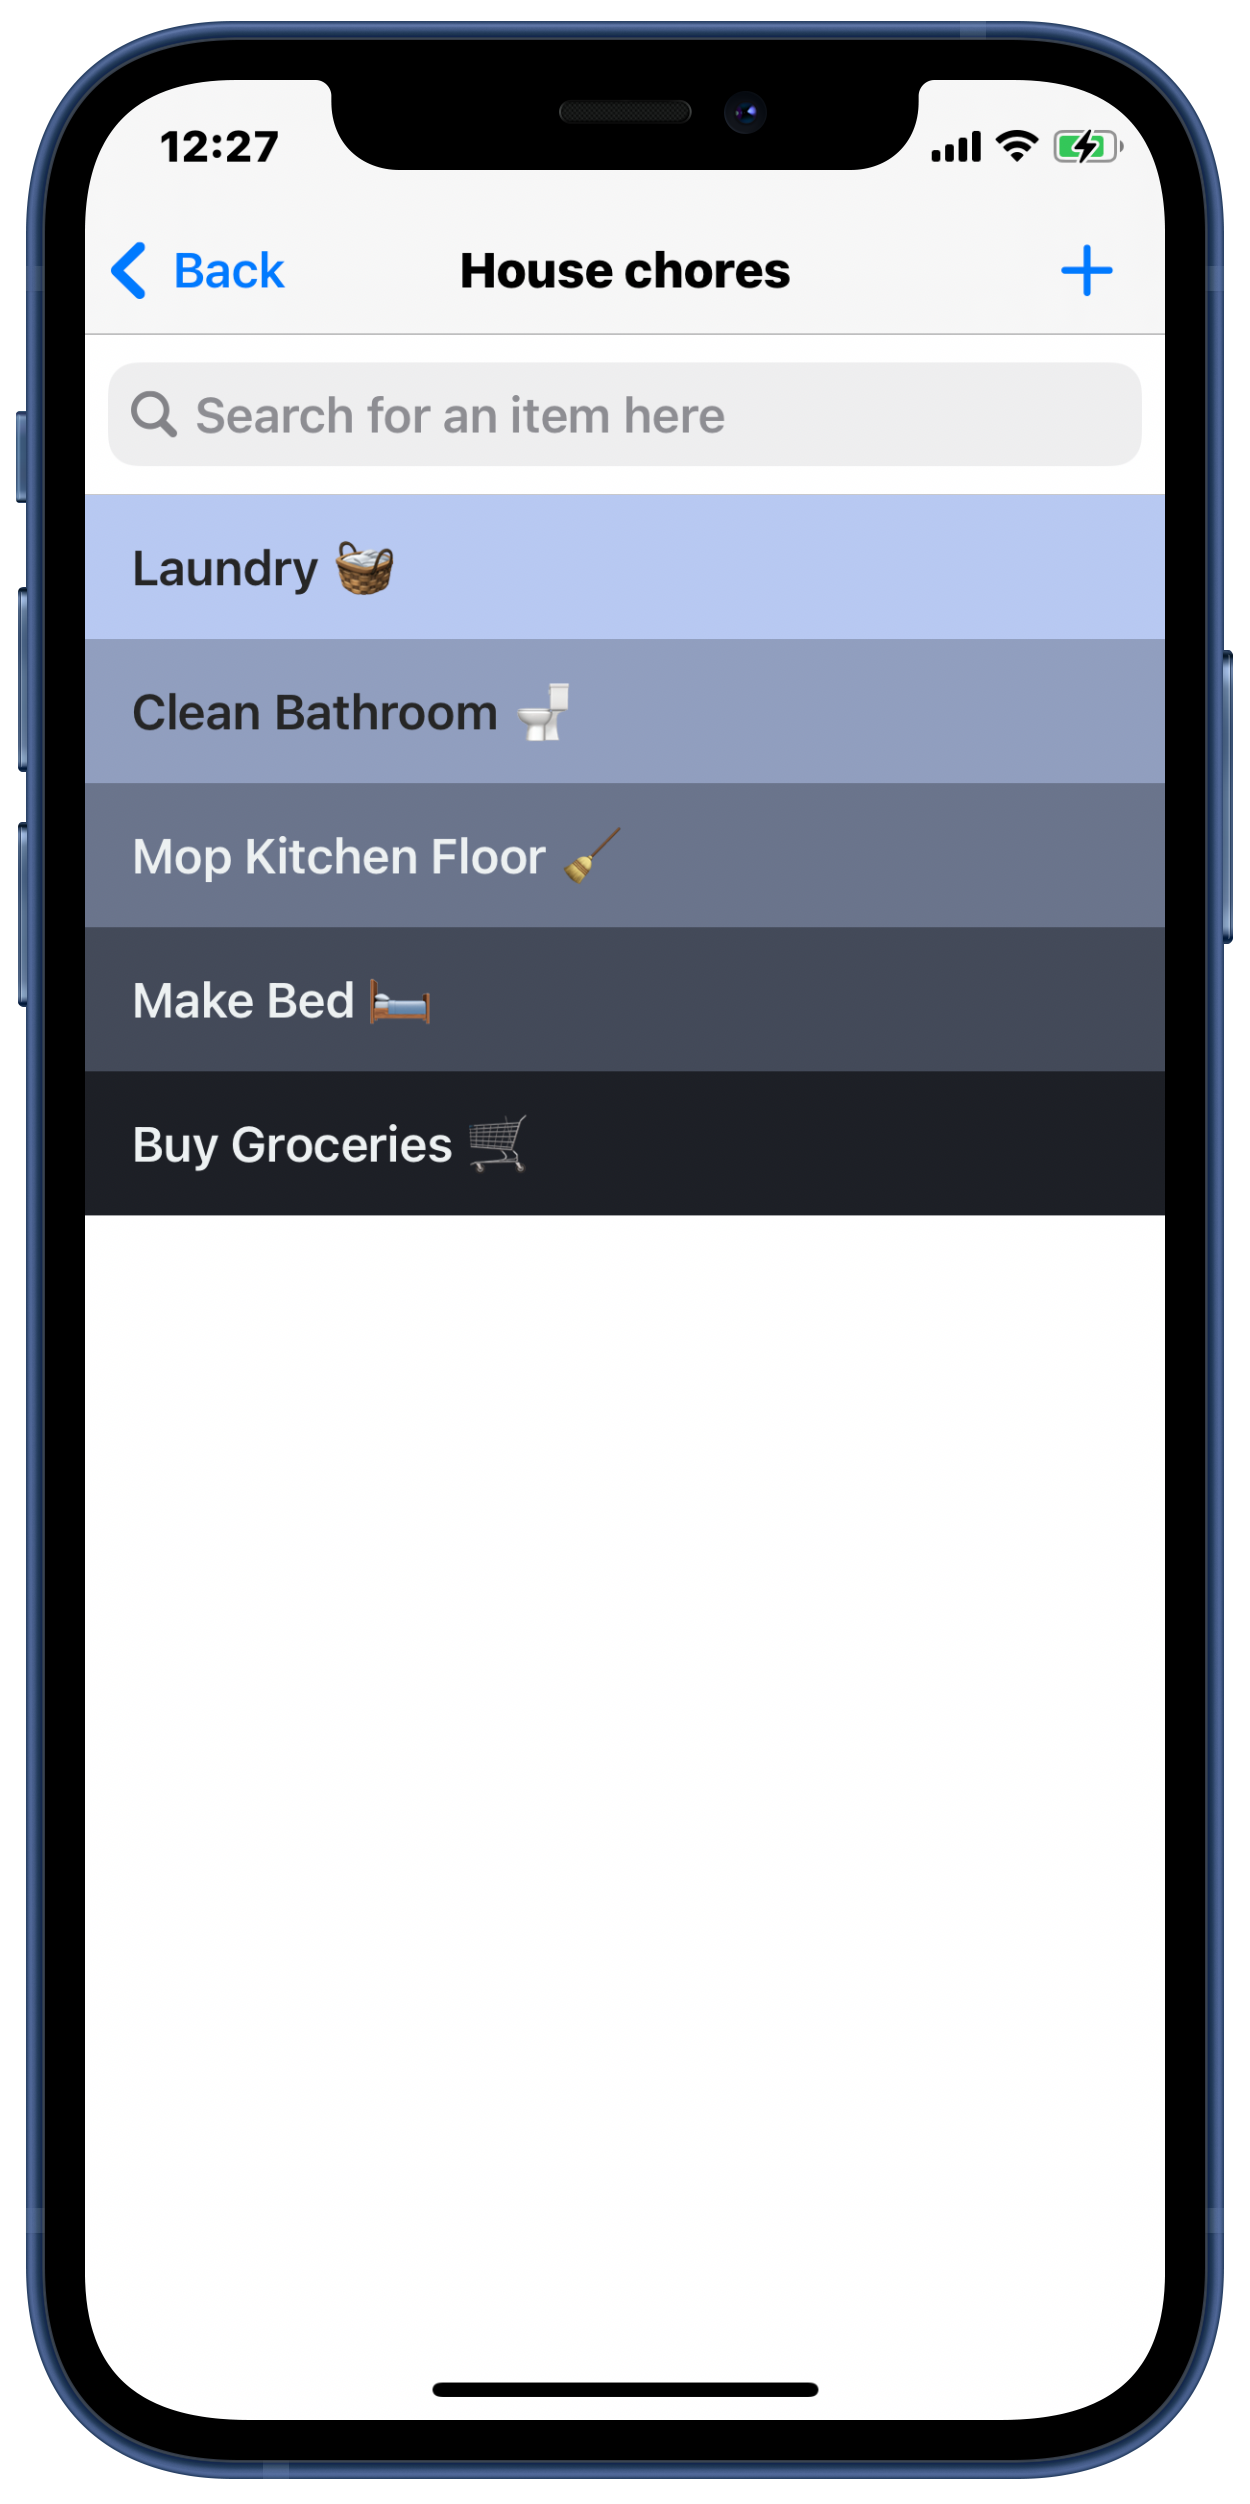 12:27
Back
House chores
Search for an item here
Laundry 🧺
Clean Bathroom 🚽
Mop Kitchen Floor 🧹
Make Bed 🛏
Buy Groceries 🛒